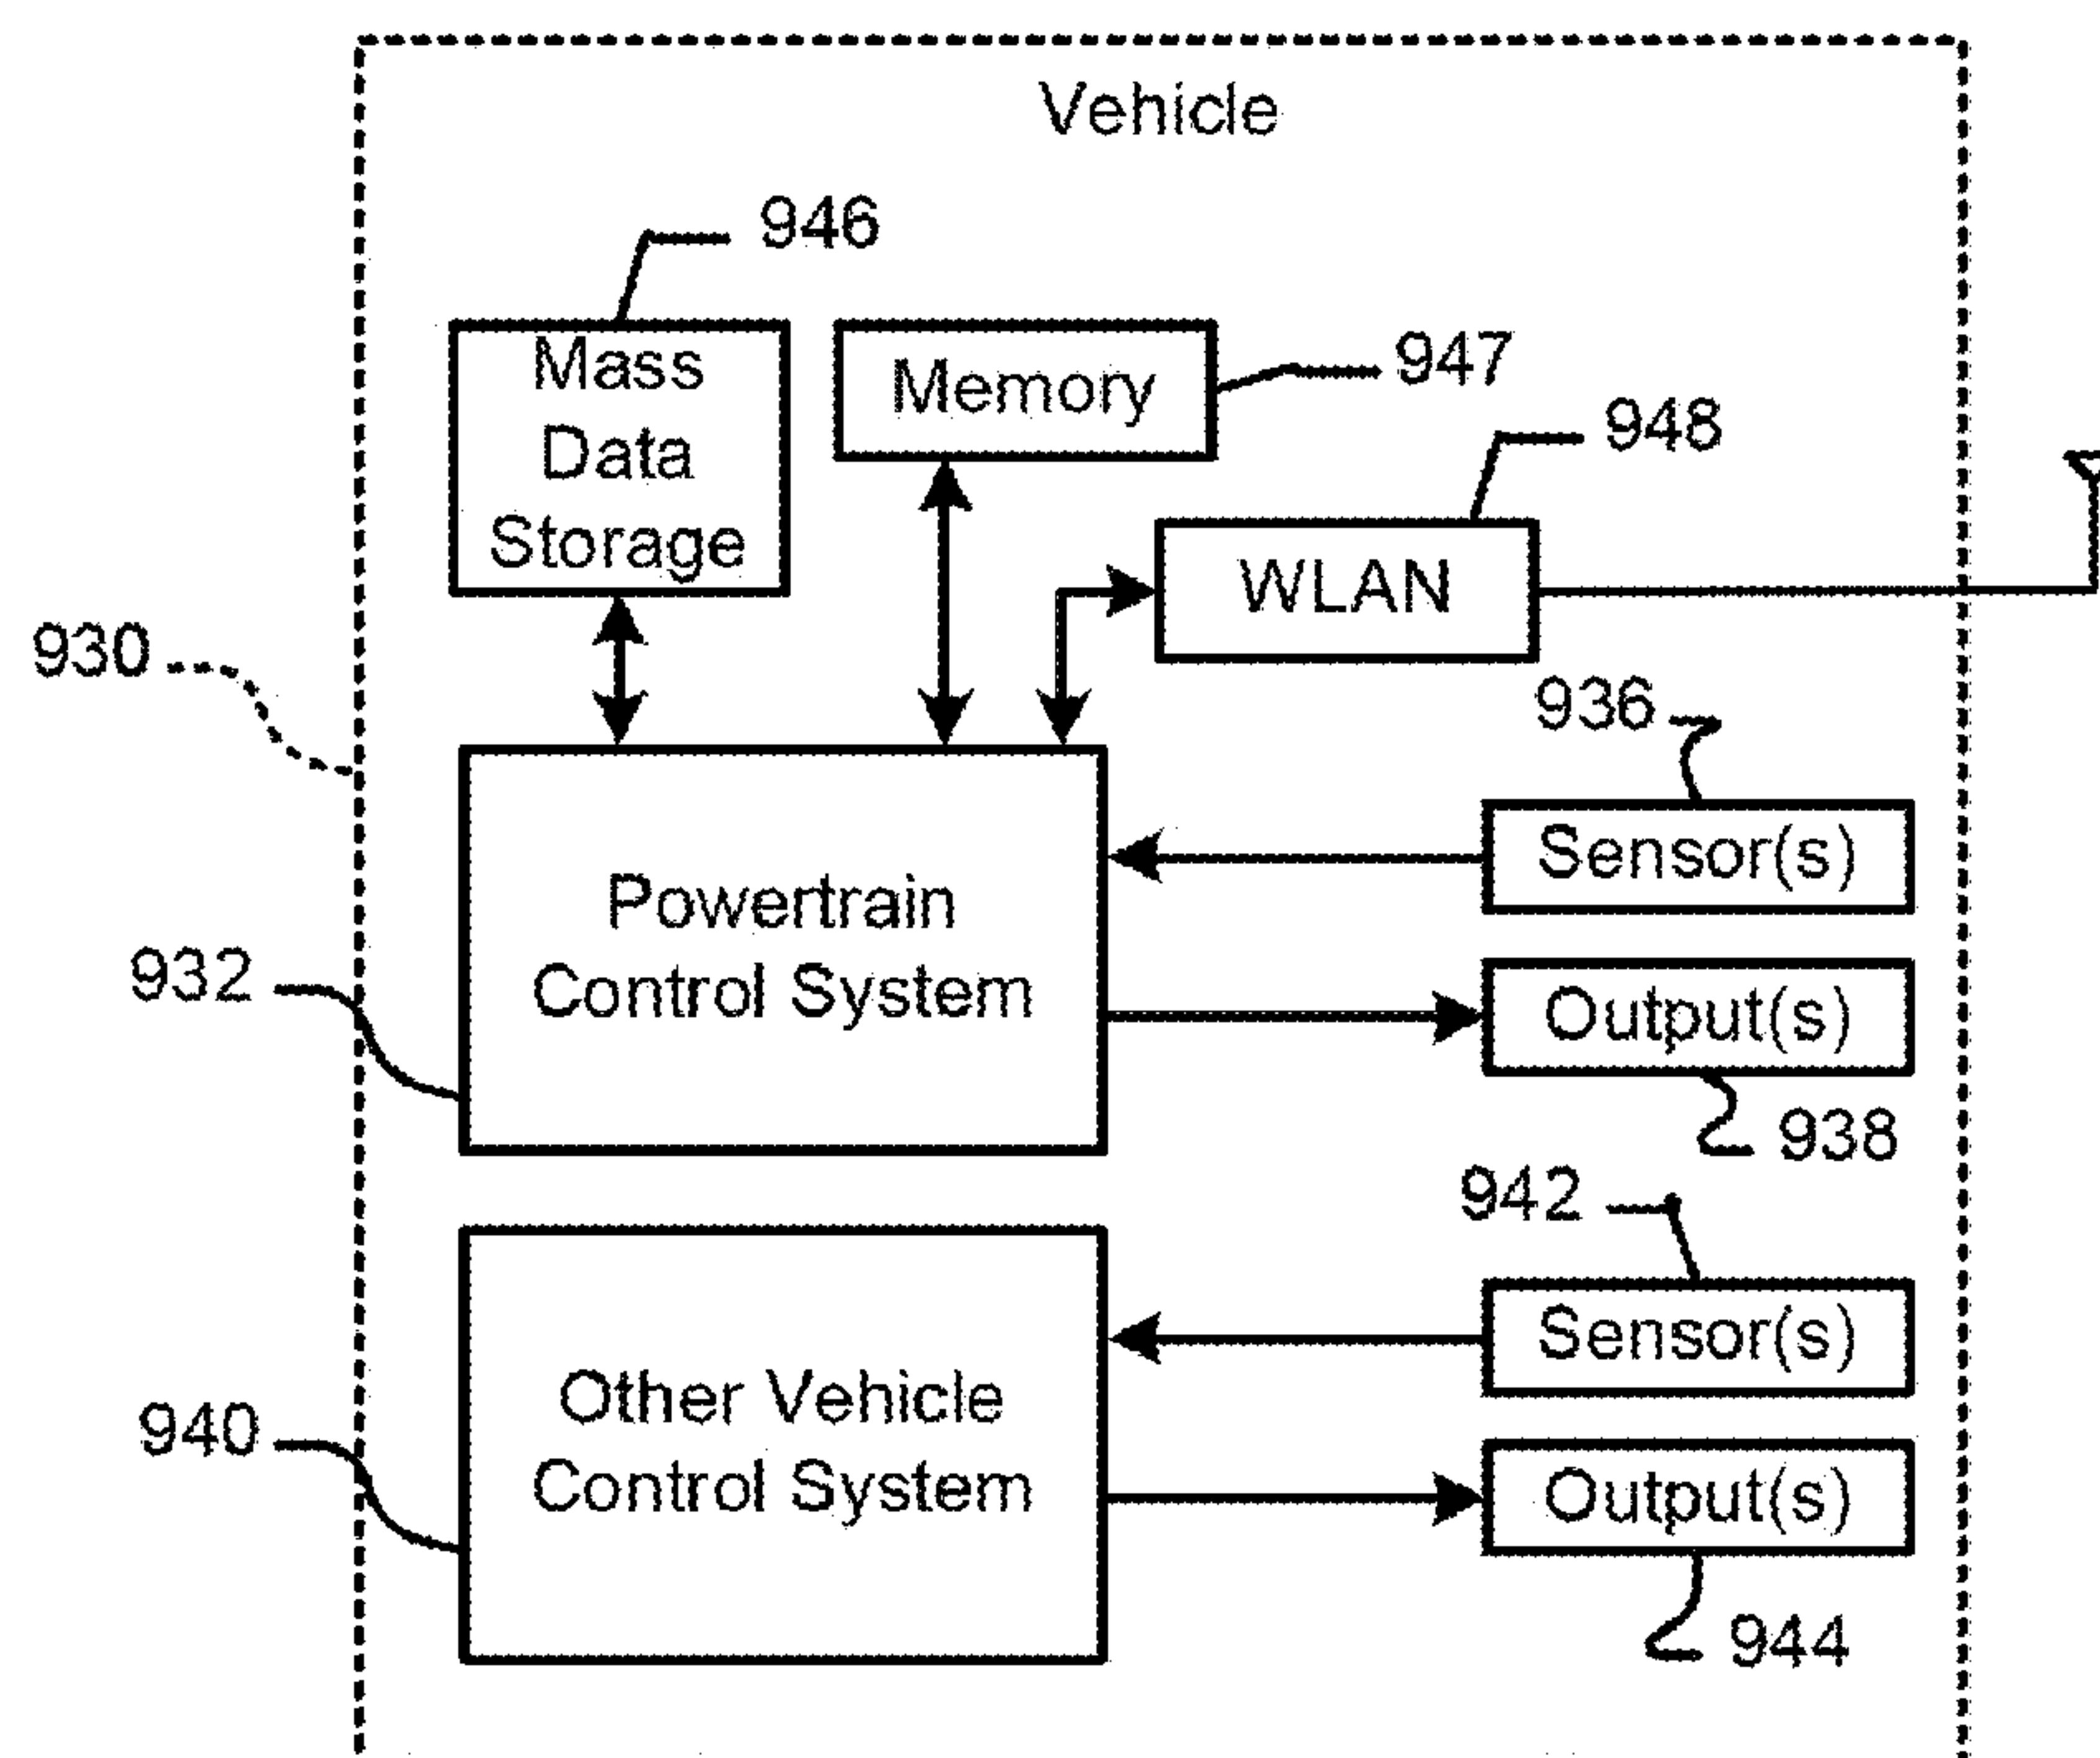 Vehicle
946
Mass
Data
Storage
Memory
947
948
WLAN
930
936
Sensor(s)
Powertrain
Control System
932
Output(s)
938
942
Sensor(s)
Other Vehicle
Control System
940
Output(s)
944